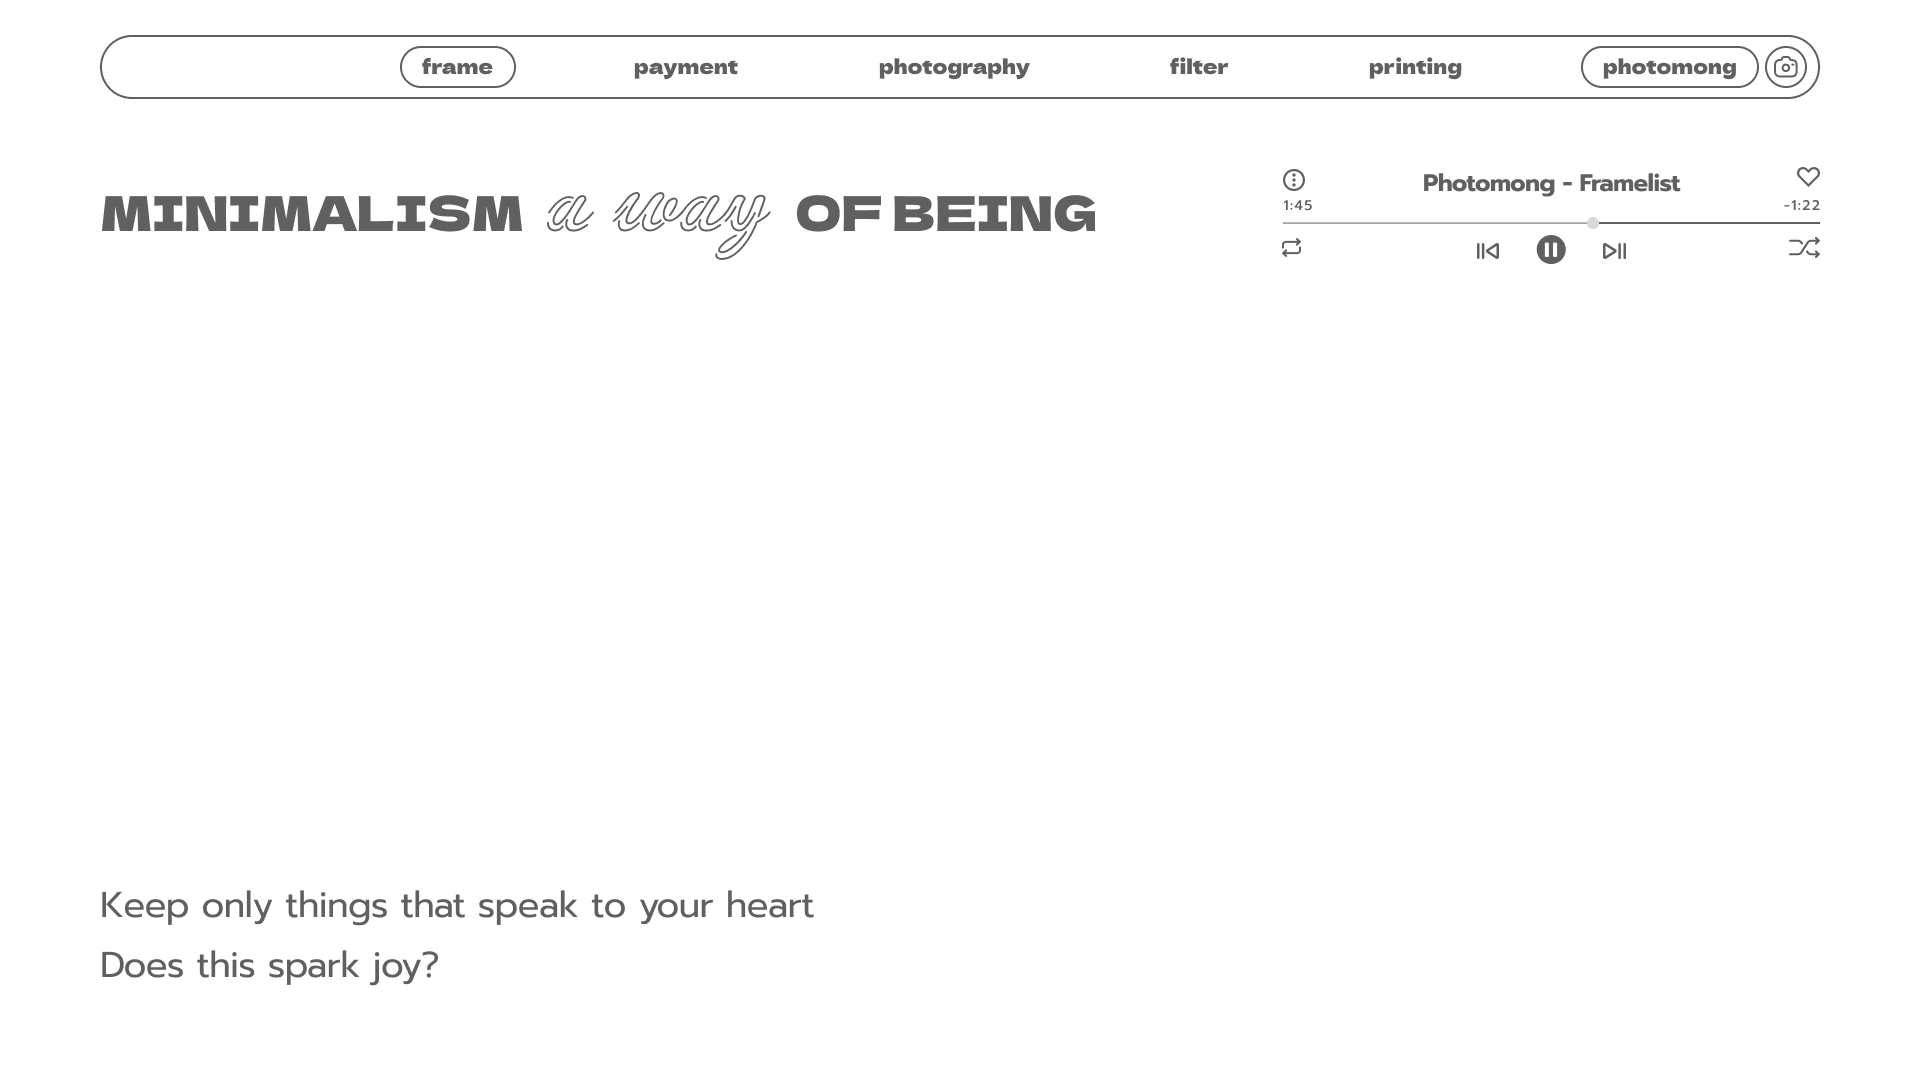 frame payment photography filter printing photomong
MINIMALISM a way OF BEING
Photomong - Framelist
1:45 -1:22
Keep only things that speak to your heart
Does this spark joy?